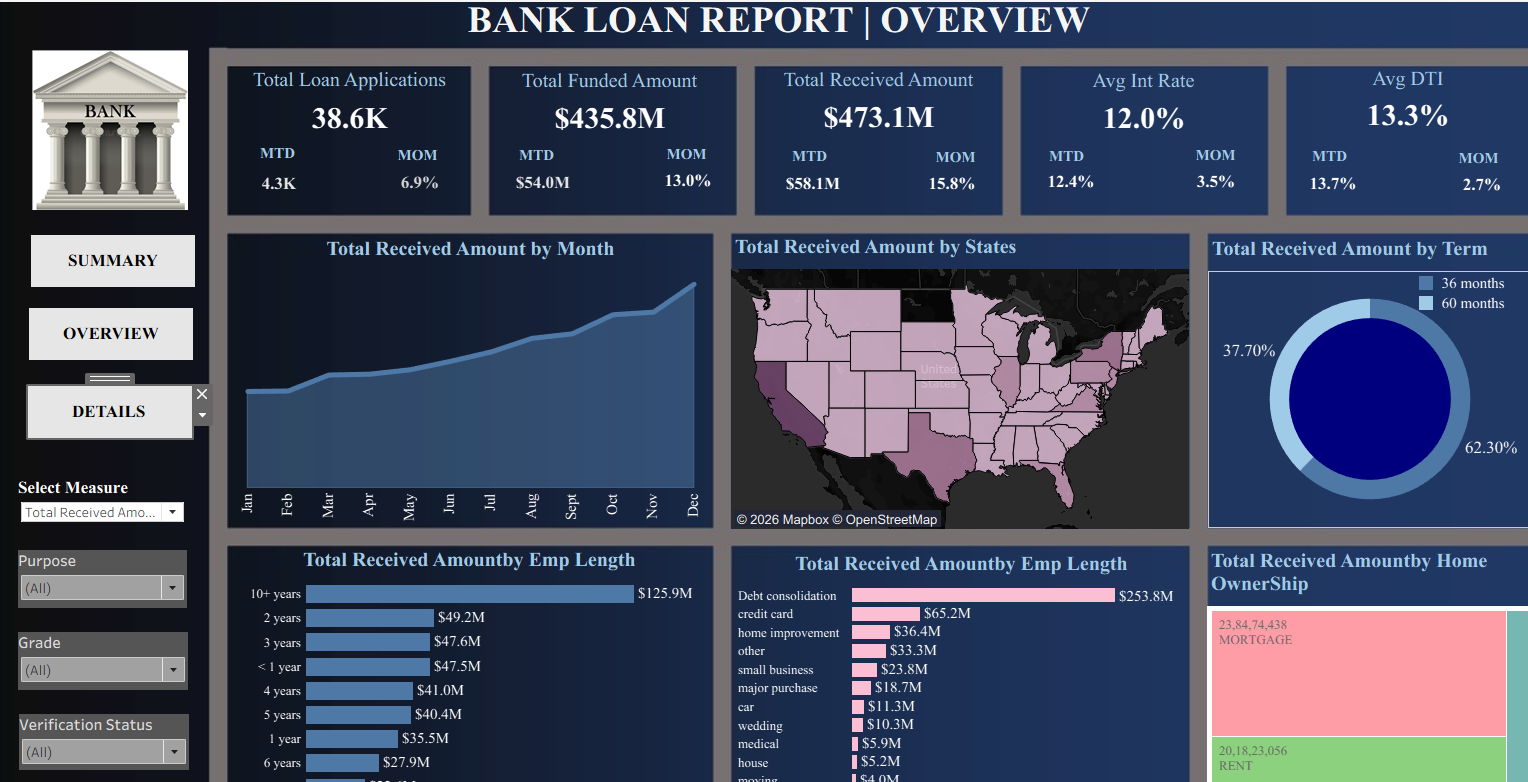 BANK LOAN REPORT | OVERVIEW
BANK
SUMMARY
OVERVIEW
DETAILS
Select Measure
Total Received Amo...
Purpose
(All)
Grade
(All)
Verification Status
(All)
Total Loan Applications
38.6K
MTD
MOM
4.3K
6.9%
Total Funded Amount
$435.8M
MTD
MOM
$54.0M
13.0%
Total Received Amount
$473.1M
MTD
MOM
$58.1M
15.8%
Avg Int Rate
12.0%
MTD
MOM
12.4%
3.5%
Avg DTI
13.3%
MTD
MOM
13.7%
2.7%
Total Received Amount by Month
Jan
Feb
Mar
Apr
May
Jun
Jul
Aug
Sept
Oct
Nov
Dec
Total Received Amount by States
United
States
© 2026 Mapbox © OpenStreetMap
Total Received Amount by Term
36 months
60 months
37.70%
62.30%
Total Received Amountby Emp Length
10+ years $125.9M
2 years $49.2M
3 years $47.6M
< 1 year $47.5M
4 years $41.0M
5 years $40.4M
1 year $35.5M
6 years $27.9M
Total Received Amountby Emp Length
Debt consolidation $253.8M
credit card $65.2M
home improvement $36.4M
other $33.3M
small business $23.8M
major purchase $18.7M
car $11.3M
wedding $10.3M
medical $5.9M
house $5.2M
moving $4.0M
Total Received Amountby Home
OwnerShip
23,84,74,438
MORTGAGE
20,18,23,056
RENT